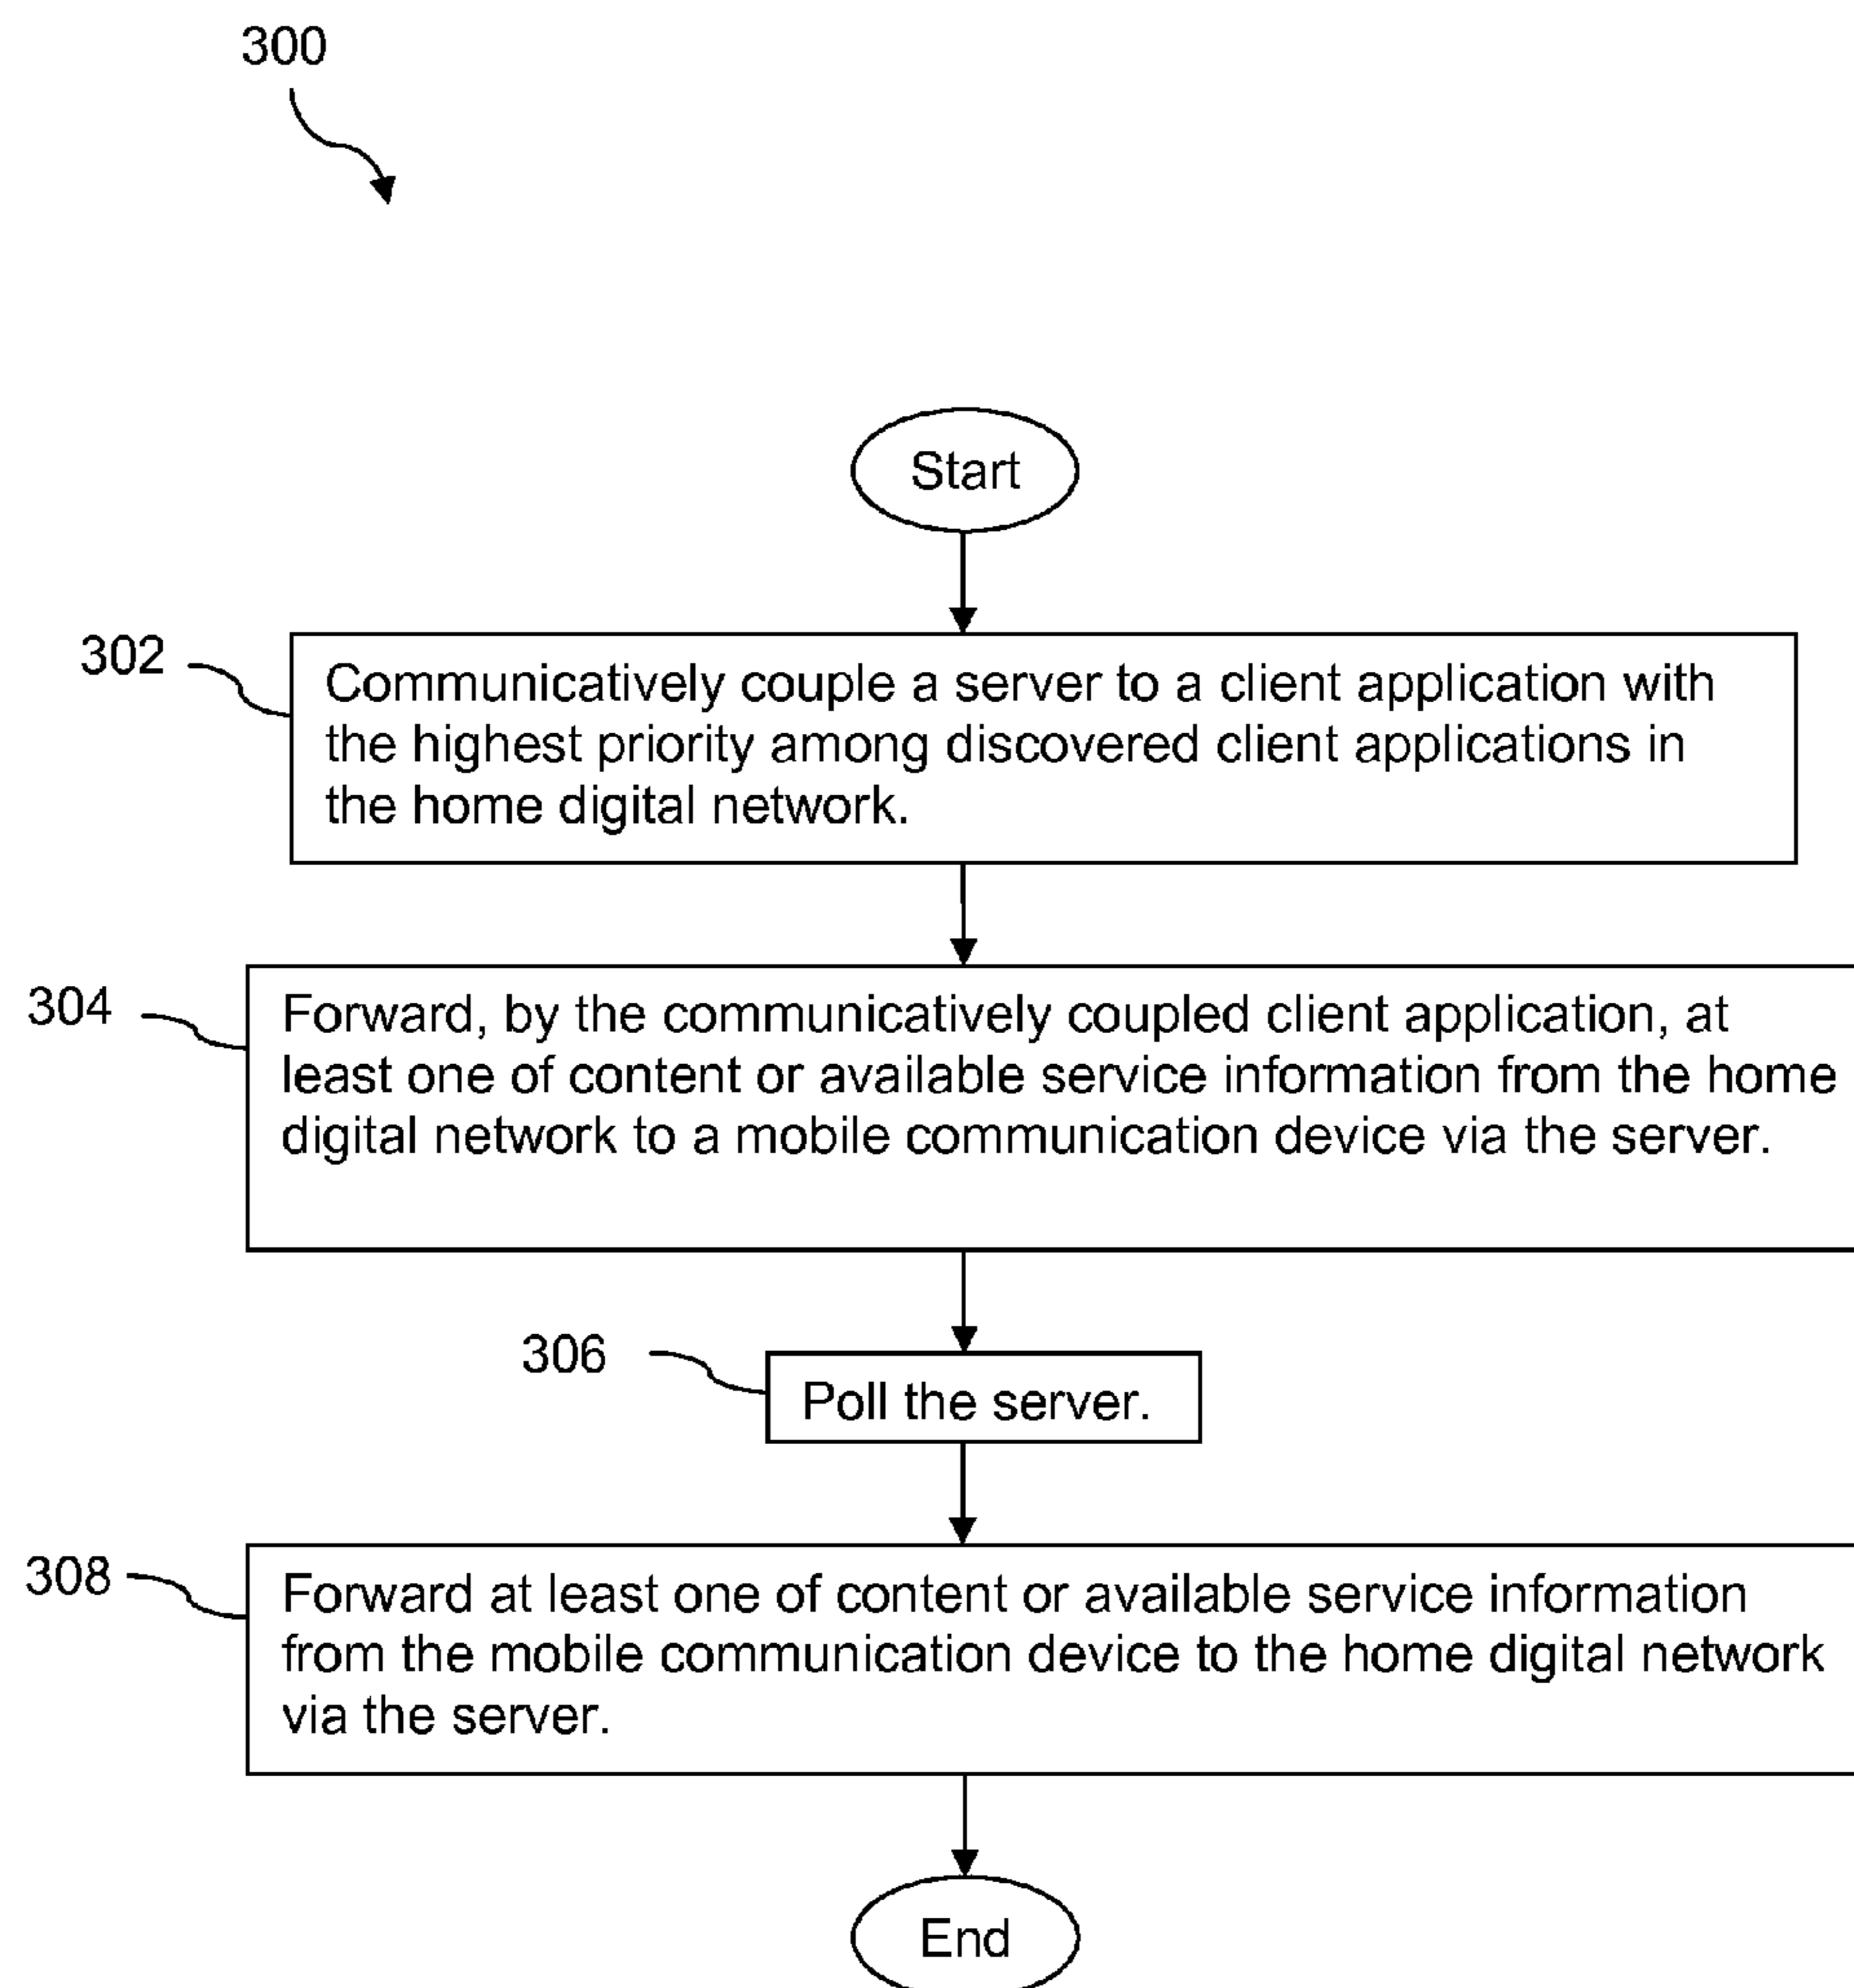 300
Start
302
Communicatively couple a server to a client application with
the highest priority among discovered client applications in
the home digital network.
304
Forward, by the communicatively coupled client application, at
least one of content or available service information from the home
digital network to a mobile communication device via the server.
306
Poll the server.
308
Forward at least one of content or available service information
from the mobile communication device to the home digital network
via the server.
End